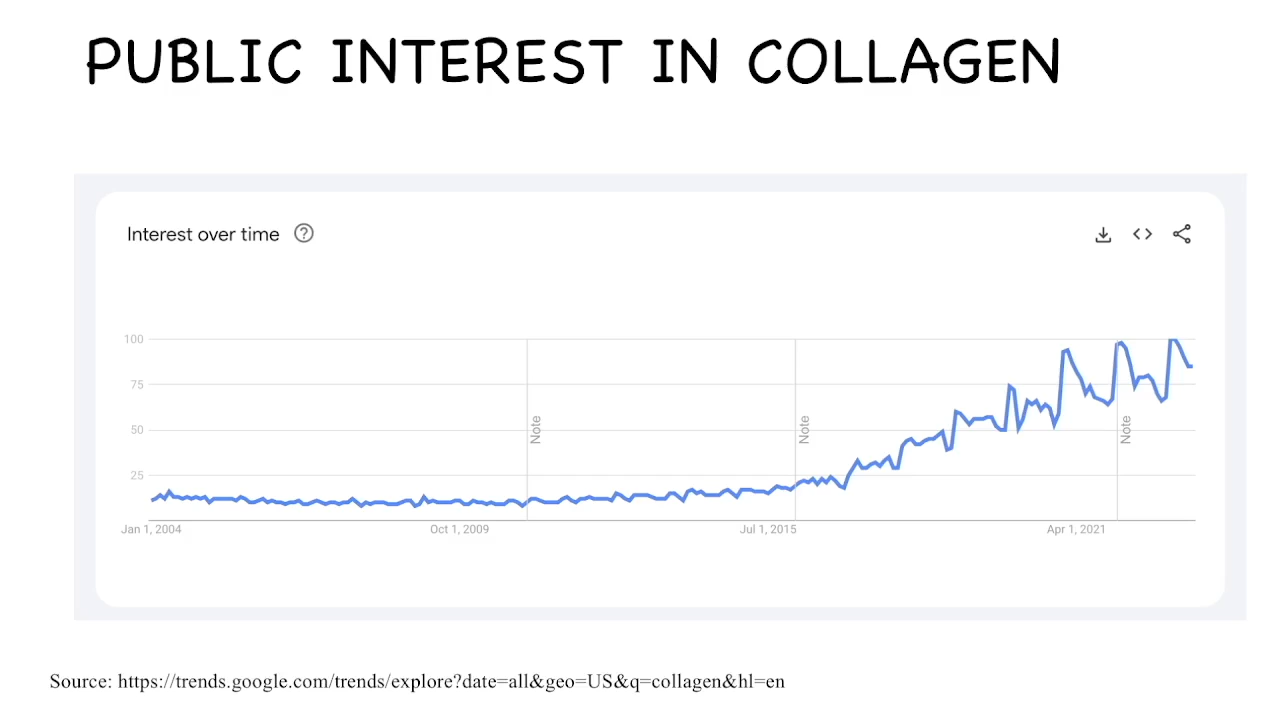 PUBLIC INTEREST IN COLLAGEN
Interest over time ?
100
75
50
25
Note
Note
Note
Jan 1, 2004
Oct 1, 2009
Jul 1, 2015
Apr 1, 2021
Source: https://trends.google.com/trends/explore?date=all&geo=US&q=collagen&hl=en